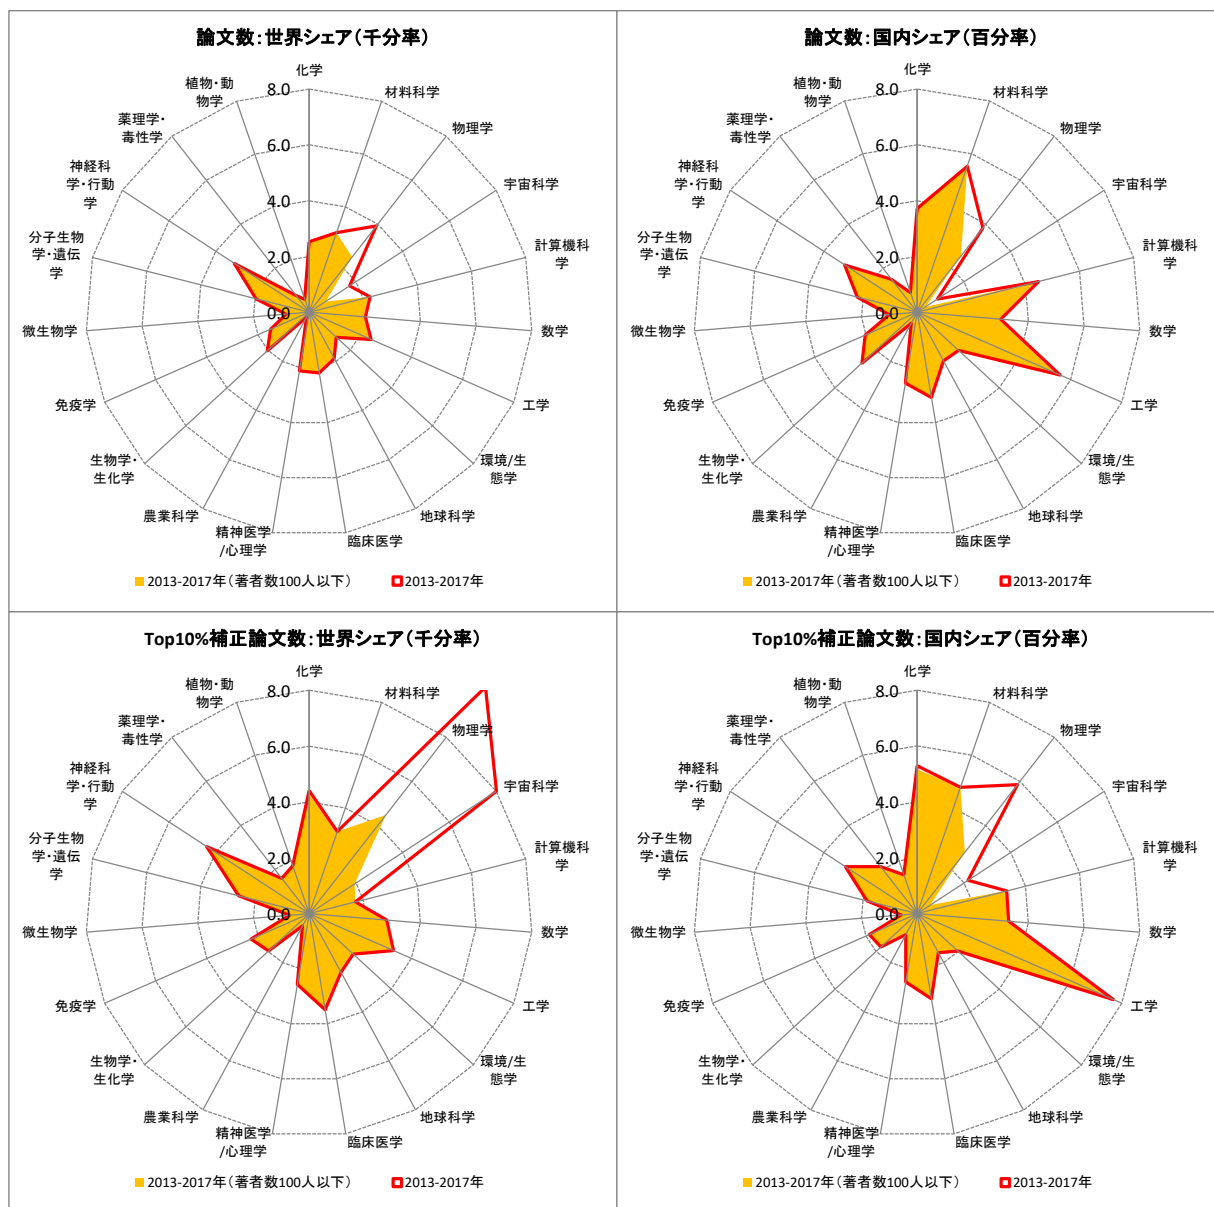 論文数：世界シェア（千分率）
化学
材料科学
物理学
宇宙科学
計算機科
学
数学
工学
環境/生
態学
地球科学
臨床医学
精神医学
/心理学
農業科学
生物学・
生化学
免疫学
微生物学
分子生物
学・遺伝
学
神経科
学・行動
学
薬理学・
毒性学
植物・動
物学
8.0
6.0
4.0
2.0
0.0
2013-2017年（著者数100人以下）
2013-2017年
論文数：国内シェア（百分率）
化学
材料科学
物理学
宇宙科学
計算機科
学
数学
工学
環境/生
態学
地球科学
臨床医学
精神医学
/心理学
農業科学
生物学・
生化学
免疫学
微生物学
分子生物
学・遺伝
学
神経科
学・行動
学
薬理学・
毒性学
植物・動
物学
8.0
6.0
4.0
2.0
0.0
2013-2017年（著者数100人以下）
2013-2017年
Top10%補正論文数：世界シェア（千分率）
化学
材料科学
物理学
宇宙科学
計算機科
学
数学
工学
環境/生
態学
地球科学
臨床医学
精神医学
/心理学
農業科学
生物学・
生化学
免疫学
微生物学
分子生物
学・遺伝
学
神経科
学・行動
学
薬理学・
毒性学
植物・動
物学
8.0
6.0
4.0
2.0
0.0
2013-2017年（著者数100人以下）
2013-2017年
Top10%補正論文数：国内シェア（百分率）
化学
材料科学
物理学
宇宙科学
計算機科
学
数学
工学
環境/生
態学
地球科学
臨床医学
精神医学
/心理学
農業科学
生物学・
生化学
免疫学
微生物学
分子生物
学・遺伝
学
神経科
学・行動
学
薬理学・
毒性学
植物・動
物学
8.0
6.0
4.0
2.0
0.0
2013-2017年（著者数100人以下）
2013-2017年